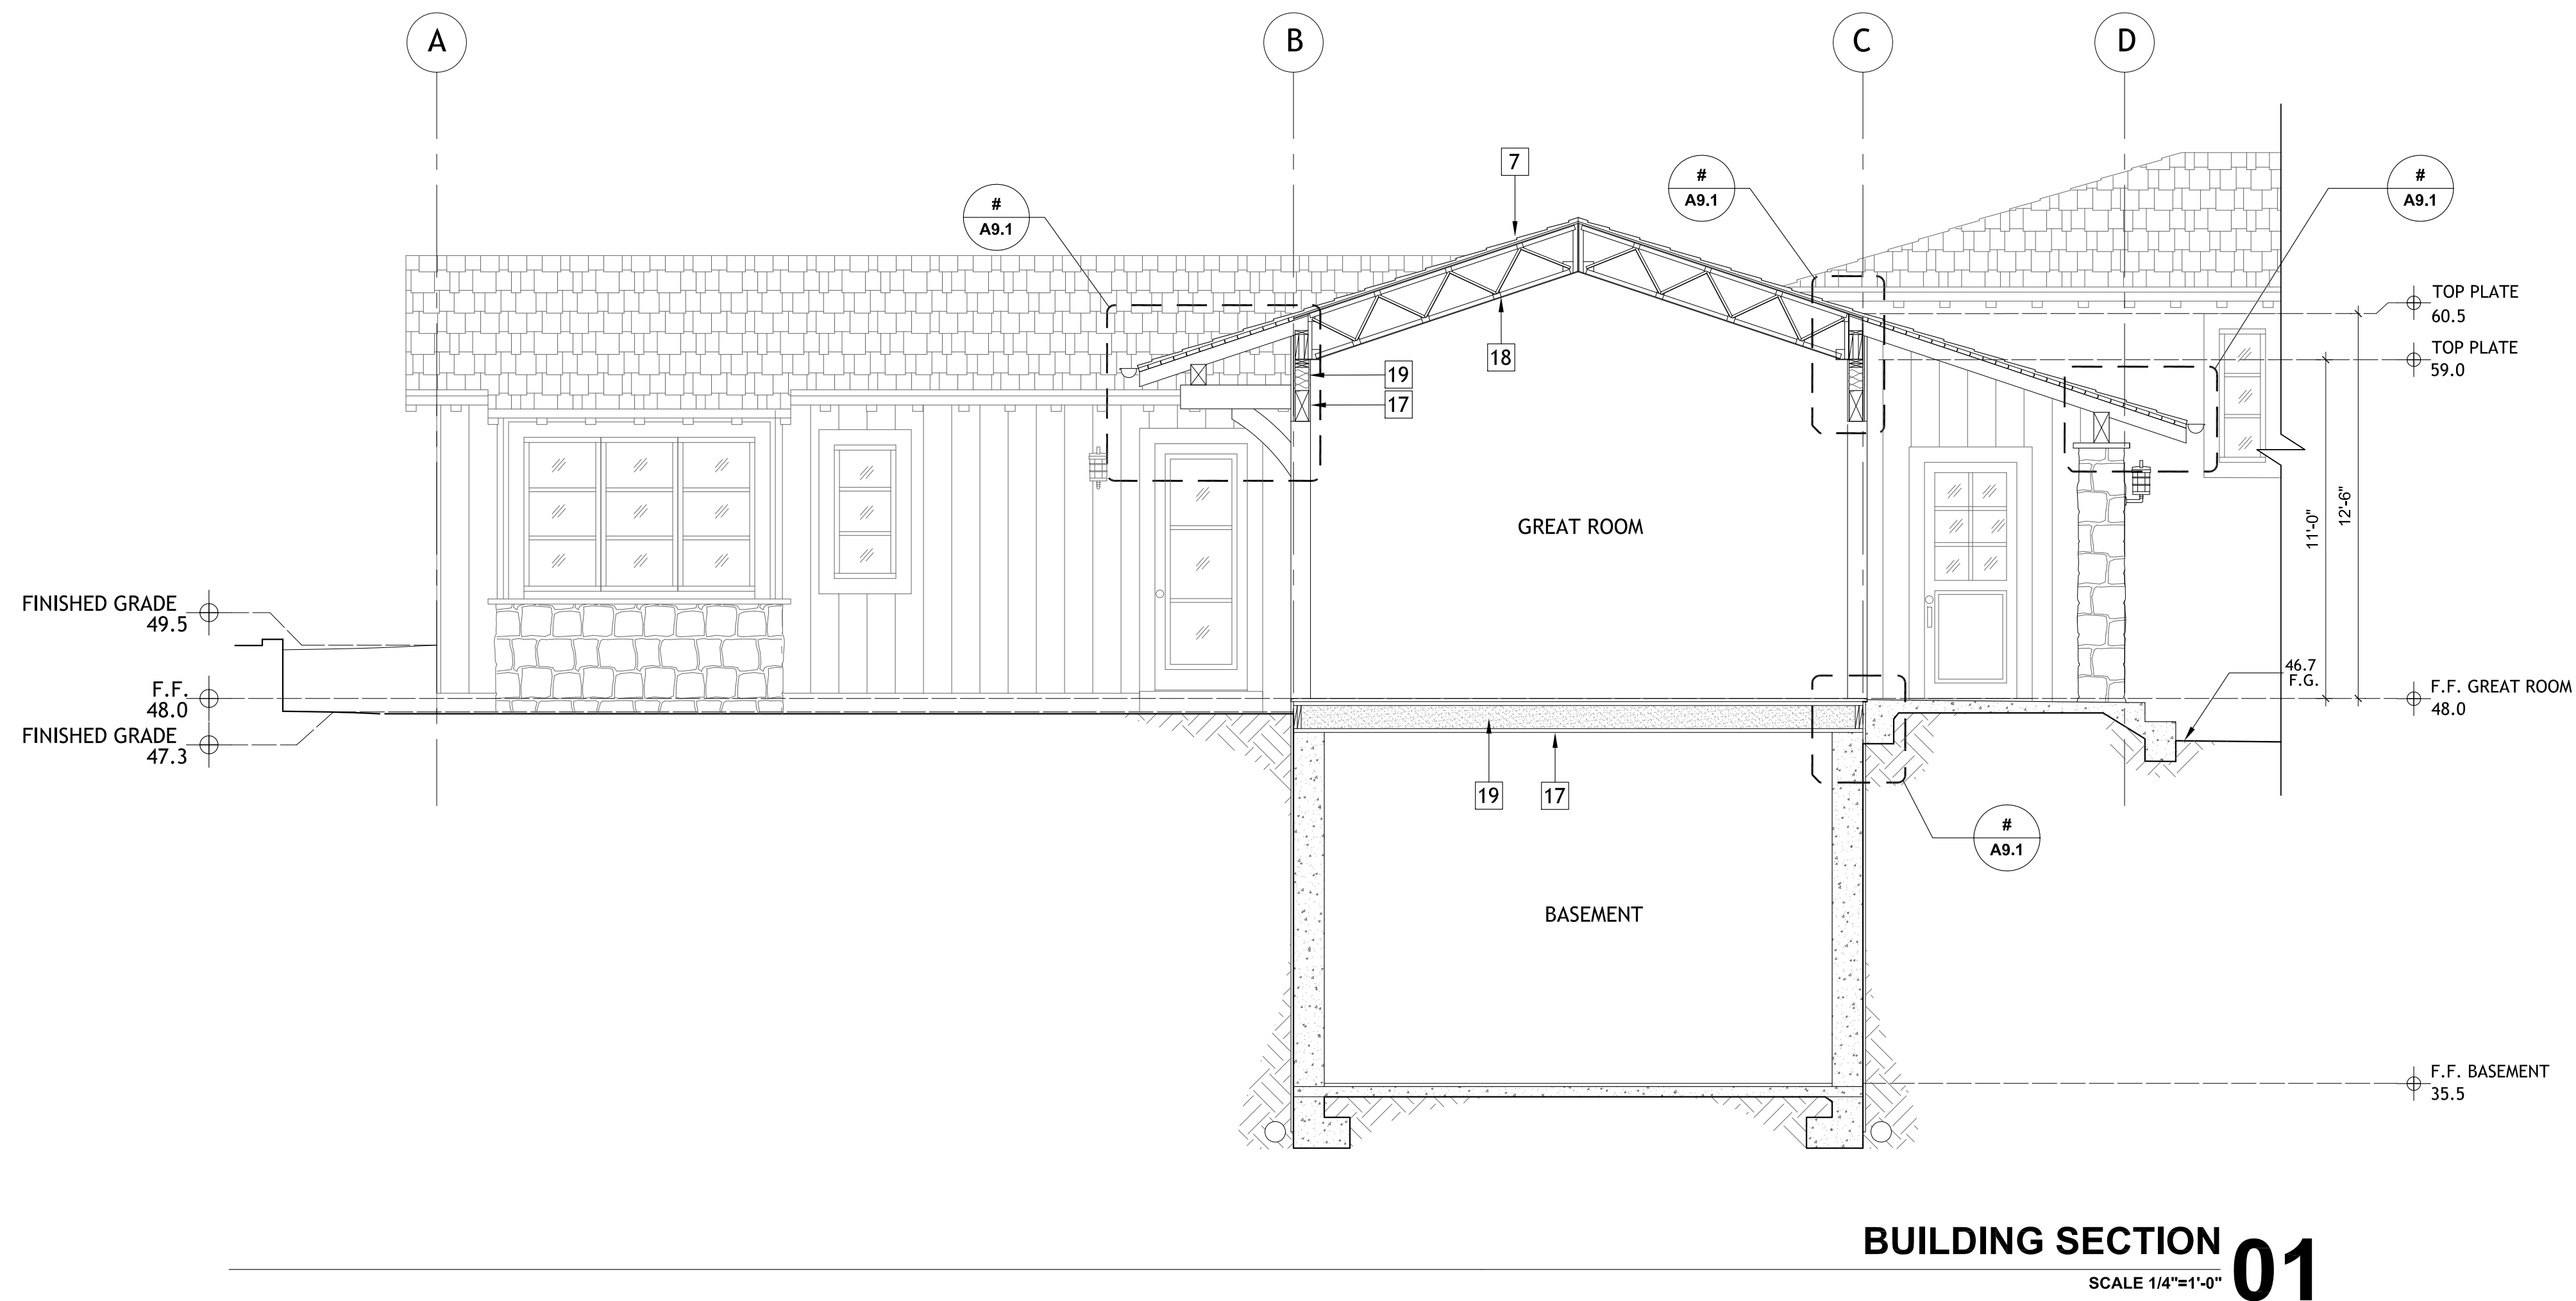 A
B
C
D
7
#
A9.1
#
A9.1
#
A9.1
TOP PLATE
60.5
18
19
17
TOP PLATE
59.0
GREAT ROOM
11'-0"
12'-6"
FINISHED GRADE
49.5
F.F.
48.0
FINISHED GRADE
47.3
46.7
F.G.
F.F. GREAT ROOM
48.0
19
17
#
A9.1
BASEMENT
F.F. BASEMENT
35.5
BUILDING SECTION
01
SCALE 1/4"=1'-0"